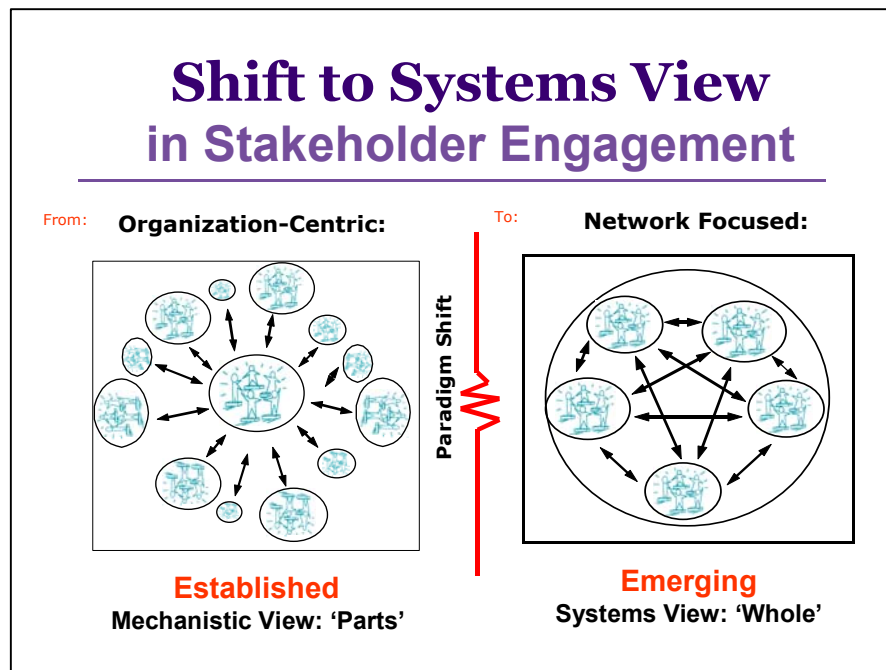 Shift to Systems View
in Stakeholder Engagement
From:
Organization-Centric:
To:
Network Focused:
Paradigm Shift
Established
Mechanistic View: ‘Parts’
Emerging
Systems View: ‘Whole’